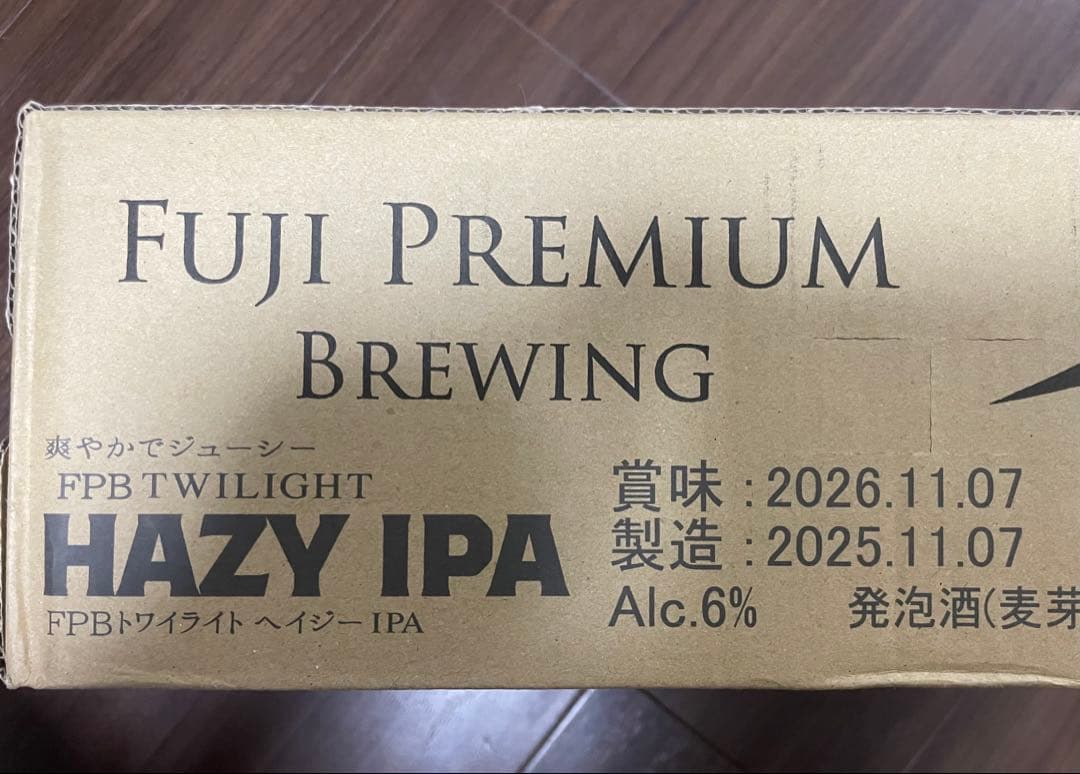 FUJI PREMIUM
BREWING
爽やかでジューシー
FPB TWILIGHT
HAZY IPA
FPBトワイライト ヘイジー IPA
賞味:2026.11.07
製造:2025.11.07
Alc.6% 発泡酒(麦芽